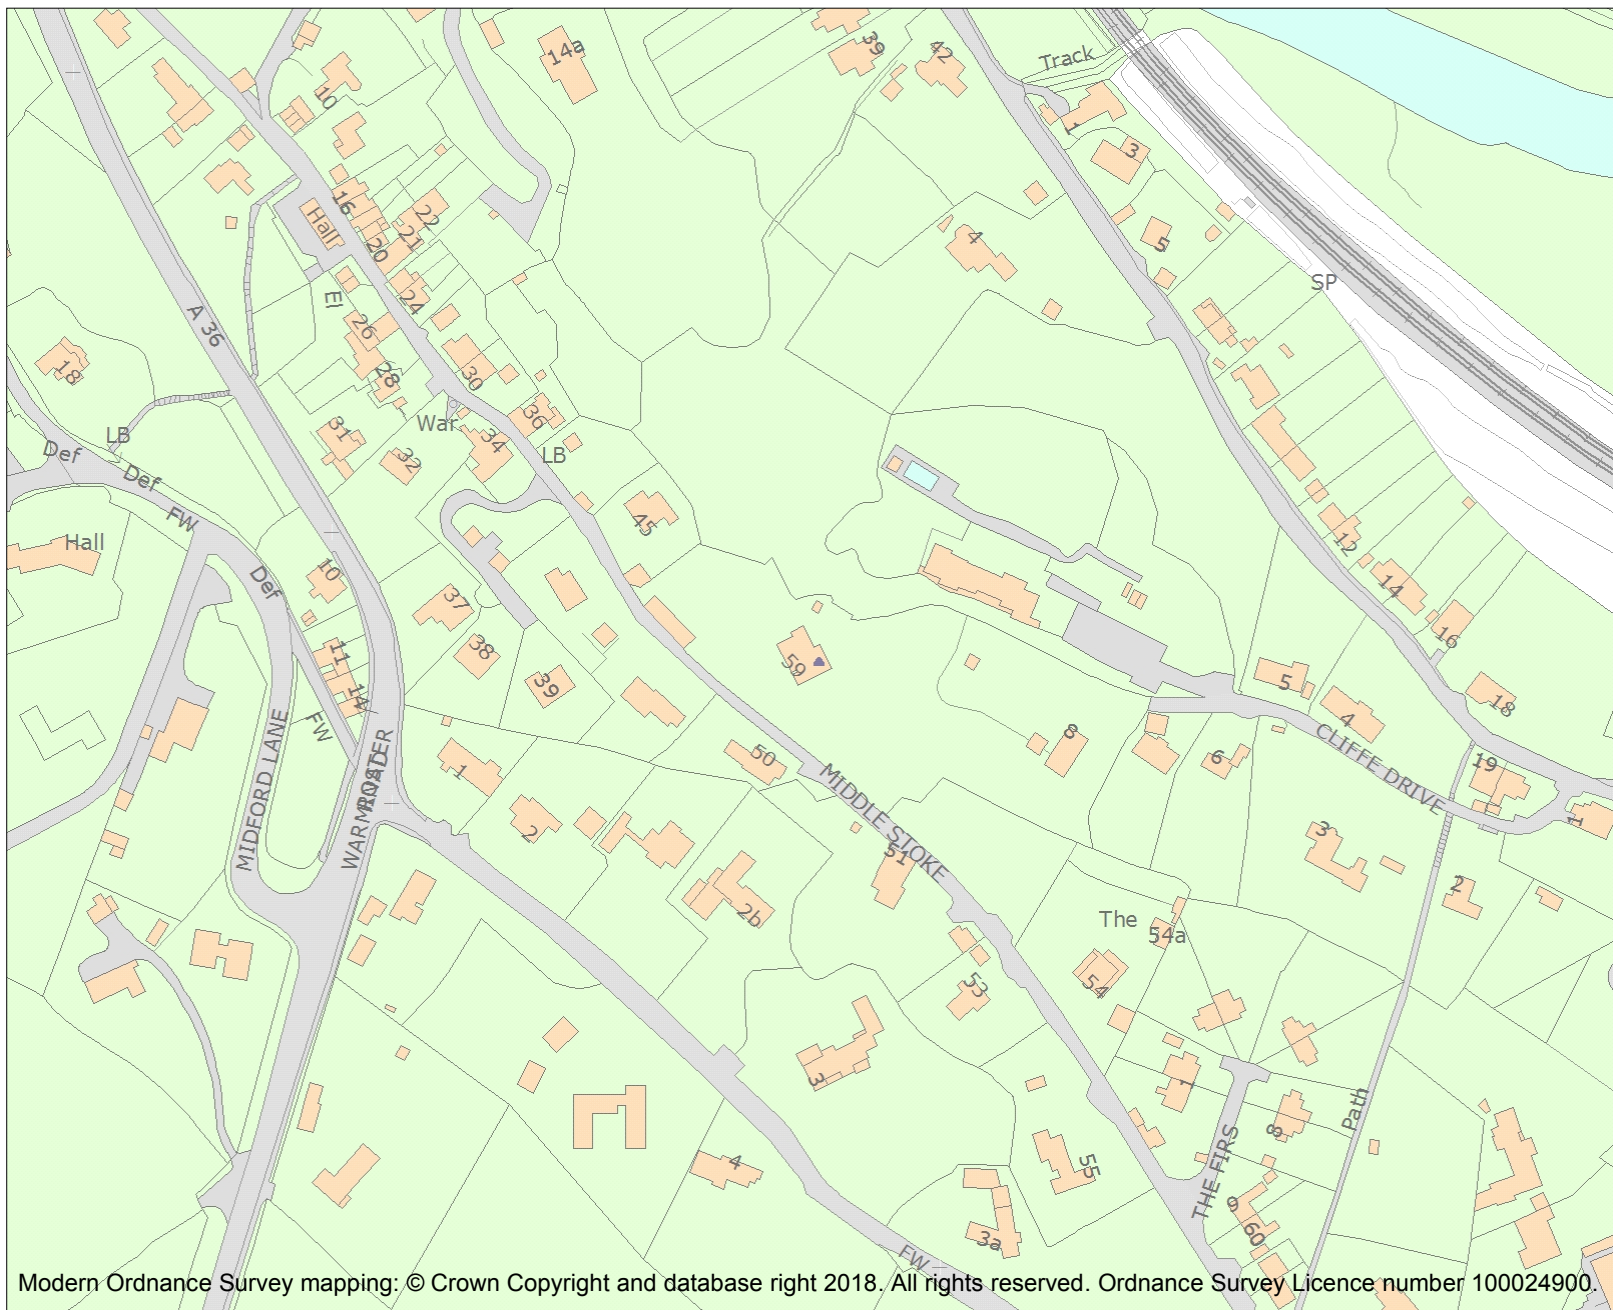 14a
39
42
Track
10
1
3
16
Hall
22
21
20
4
5
SP
El
24
A 36
26
18
28
30
War
36
31
34
32
LB
LB
Def
Def
FW
45
Hall
12
Def
10
14
37
16
11
38
59
39
14
5
18
FW
4
8
MIDFORD LANE
WARMINSTER
ROAD
1
50
6
CLIFFE DRIVE
19
MIDDLE STOKE
2
3
1
51
2
2b
The
54a
54
53
3
1
Path
8
4
55
THE FIRS
9
60
3a
FW
Modern Ordnance Survey mapping: © Crown Copyright and database right 2018. All rights reserved. Ordnance Survey Licence number 100024900.